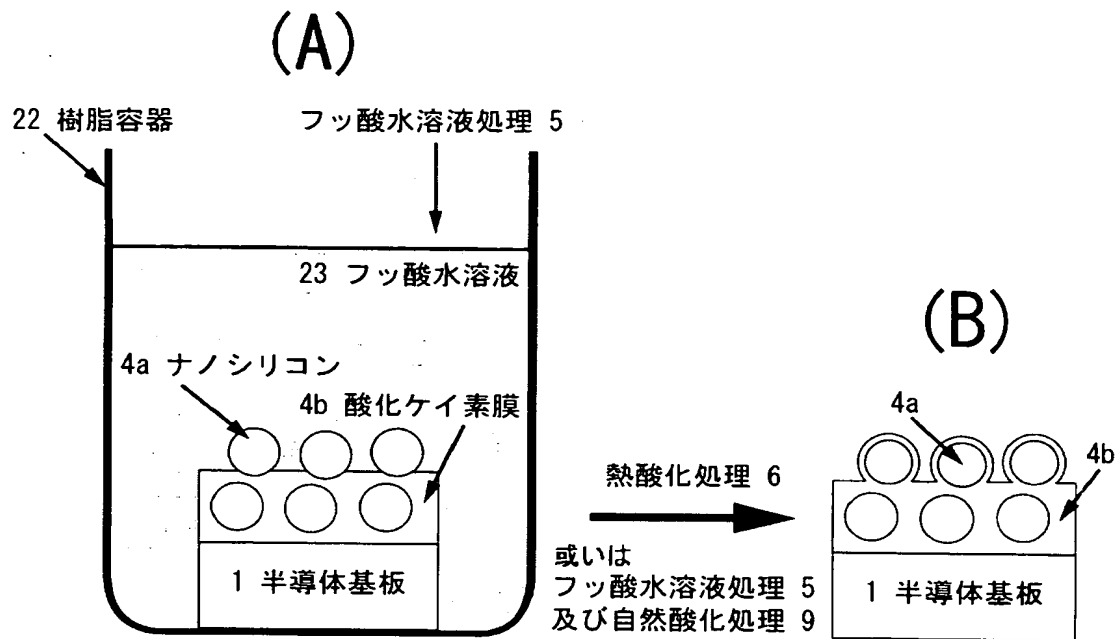 (A)
22 樹脂容器
フッ酸水溶液処理 5
23 フッ酸水溶液
4a ナノシリコン
4b 酸化ケイ素膜
1 半導体基板
熱酸化処理 6
或いは
フッ酸水溶液処理 5
及び自然酸化処理 9
(B)
4a
4b
1 半導体基板